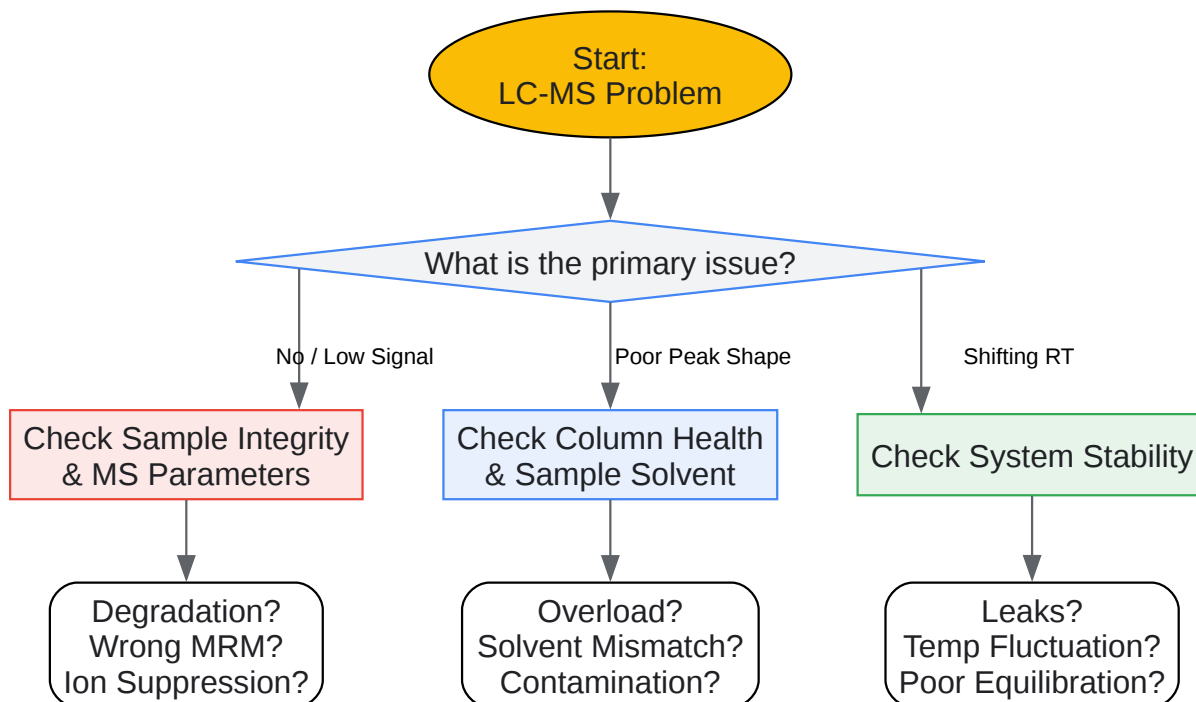 Start:
LC-MS Problem
What is the primary issue?
No / Low Signal
Poor Peak Shape
Shifting RT
Check Sample Integrity
& MS Parameters
Check Column Health
& Sample Solvent
Check System Stability
Degradation?
Wrong MRM?
Ion Suppression?
Overload?
Solvent Mismatch?
Contamination?
Leaks?
Temp Fluctuation?
Poor Equilibration?